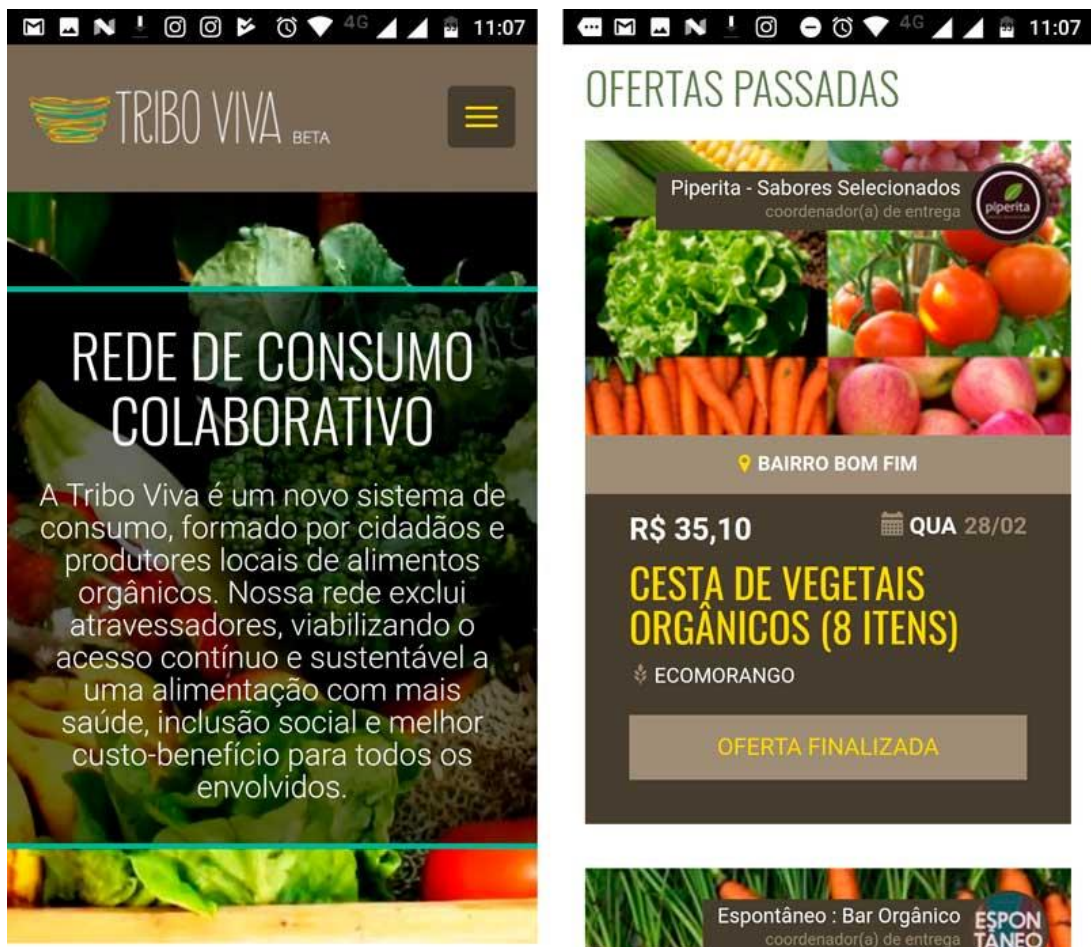 4G
11:07
TRIBO VIVA BETA
REDE DE CONSUMO
COLABORATIVO
A Tribo Viva é um novo sistema de
consumo, formado por cidadãos e
produtores locais de alimentos
orgânicos. Nossa rede exclui
atravessadores, viabilizando o
acesso contínuo e sustentável a
uma alimentação com mais
saúde, inclusão social e melhor
custo-benefício para todos os
envolvidos.
4G
11:07
OFERTAS PASSADAS
Piperita - Sabores Selecionados
coordenador(a) de entrega
piperita
BAIRRO BOM FIM
R$ 35,10
QUA 28/02
CESTA DE VEGETAIS
ORGÂNICOS (8 ITENS)
ECOMORANGO
OFERTA FINALIZADA
Espontâneo : Bar Orgânico
coordenador(a) de entrega
ESPON
TÂNEO